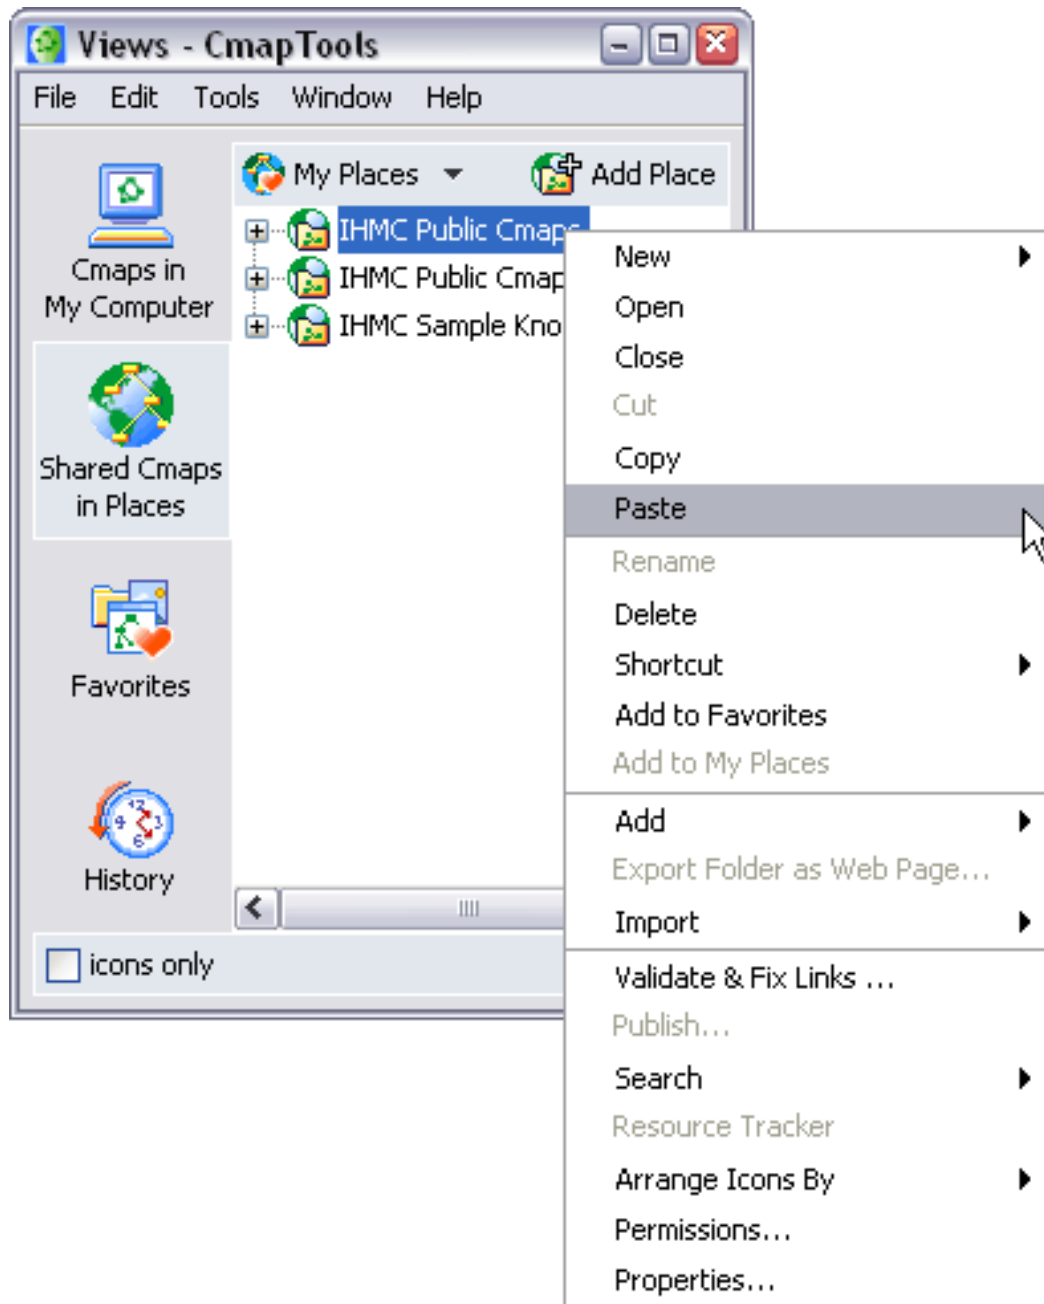 Views - CmapTools
File Edit Tools Window Help
My Places Add Place
Cmaps in
My Computer
Shared Cmaps
in Places
Favorites
History
IHMC Public Cmaps
IHMC Public Cmap
IHMC Sample Kno
icons only
New
Open
Close
Cut
Copy
Paste
Rename
Delete
Shortcut
Add to Favorites
Add to My Places
Add
Export Folder as Web Page...
Import
Validate & Fix Links ...
Publish...
Search
Resource Tracker
Arrange Icons By
Permissions...
Properties...